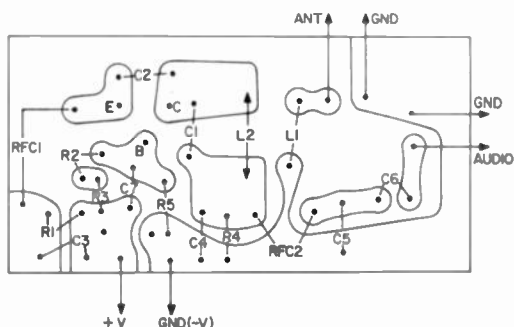 ANT GND
C2
E C
GND
RFC1 C1 L2 L1
AUDIO
R2 B
C7 C6
R3 R5
R1
C3 C4 R4 C5
RFC2
+V GND(-V)